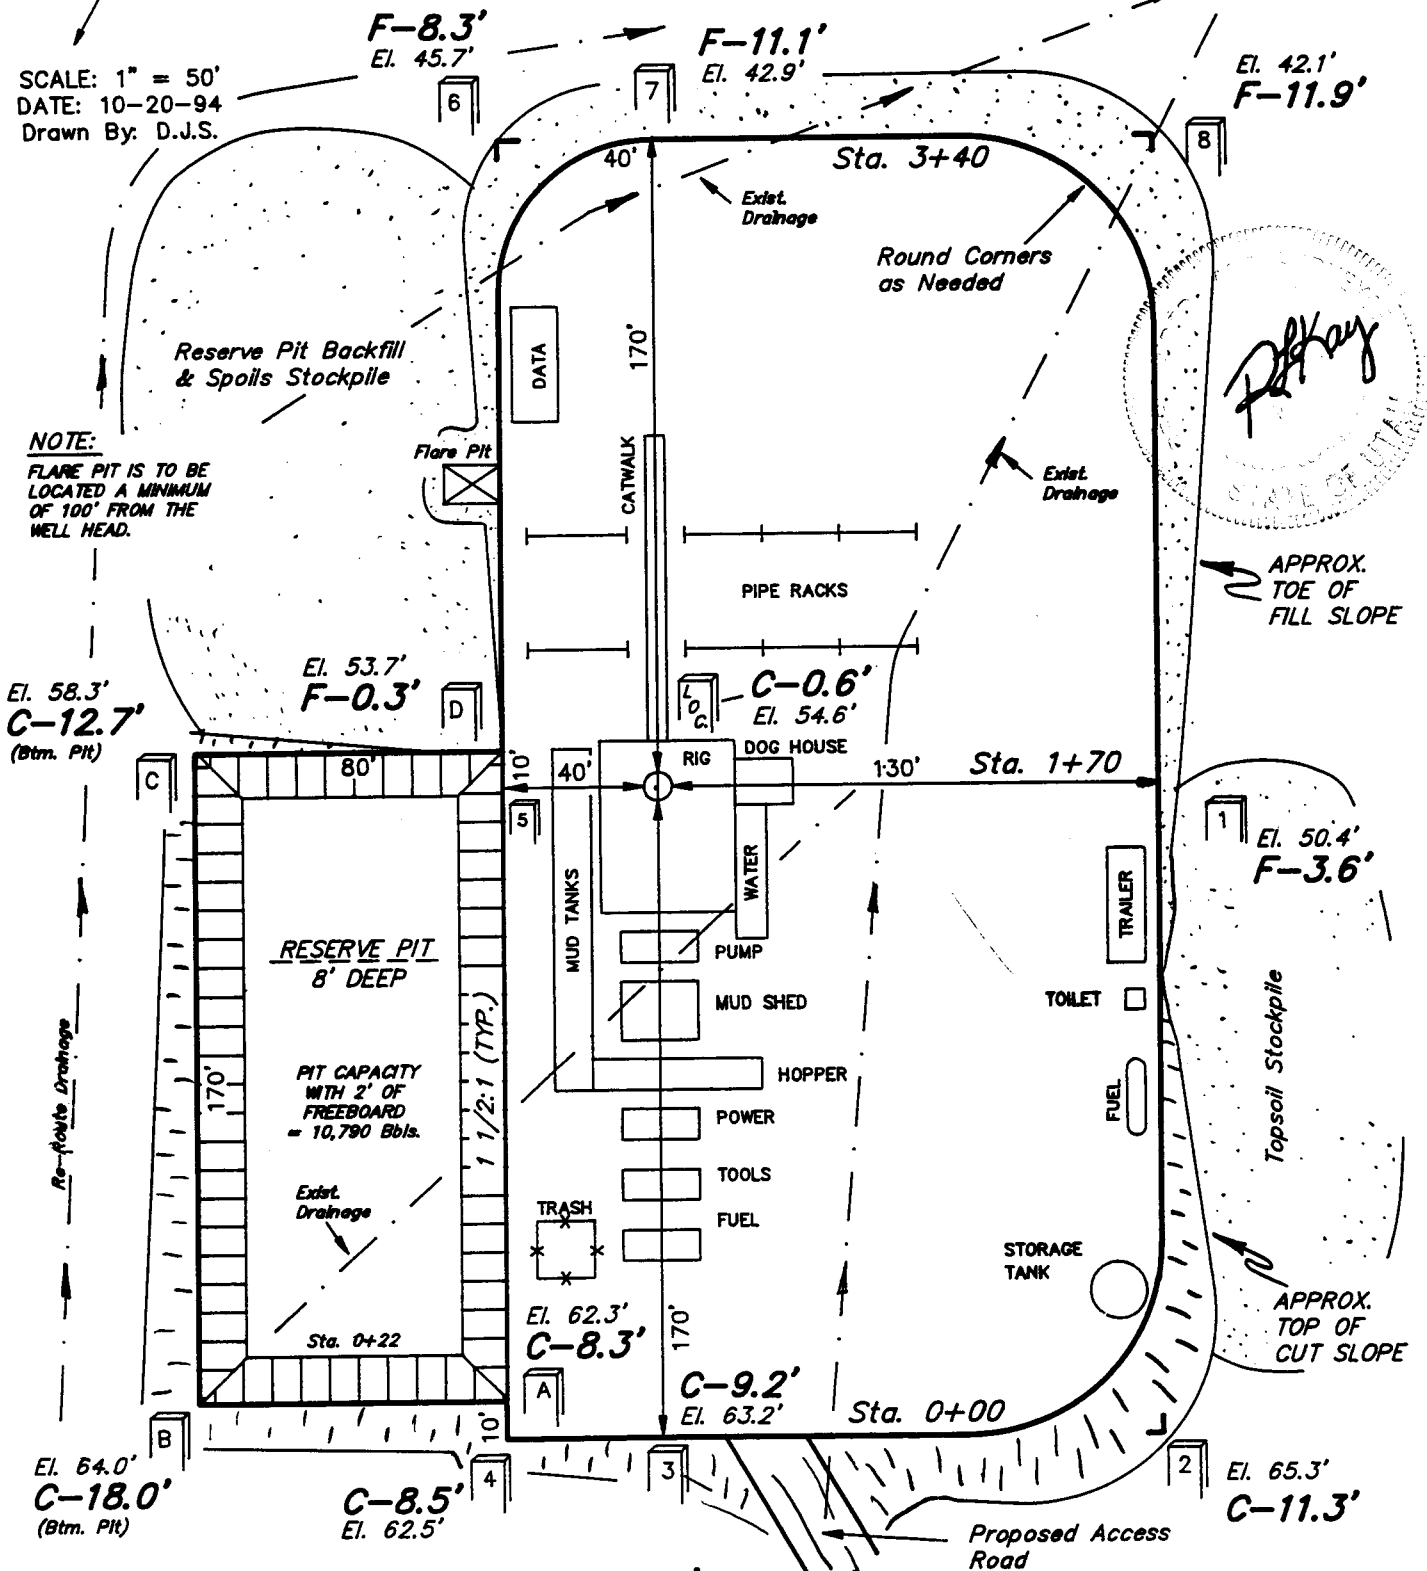 F-8.3'
El. 45.7'
F-11.1'
El. 42.9'
El. 42.1'
F-11.9'
SCALE: 1" = 50'
DATE: 10-20-94
Drawn By: D.J.S.
6
7
8
40'
Sta. 3+40
Exist.
Drainage
Round Corners
as Needed
170'
DATA
Reserve Pit Backfill
& Spoils Stockpile
NOTE:
FLARE PIT IS TO BE
LOCATED A MINIMUM
OF 100' FROM THE
WELL HEAD.
Flare Pit
CATWALK
Exist.
Drainage
STATE OF UTAH
PIPE RACKS
APPROX.
TOE OF
FILL SLOPE
El. 53.7'
F-0.3'
D
LOC.
C-0.6'
El. 54.6'
El. 58.3'
C-12.7'
(Btm. Pit)
C
80'
10'
40'
RIG
DOG HOUSE
130'
Sta. 1+70
5
1
El. 50.4'
F-3.6'
MUD TANKS
WATER
TRAILER
RESERVE PIT
8' DEEP
PUMP
MUD SHED
TOILET
Topsoil Stockpile
Re-Route Drainage
170'
PIT CAPACITY
WITH 2' OF
FREEBOARD
= 10,790 Bbls.
1 1/2:1 (TYP.)
HOPPER
POWER
FUEL
TOOLS
Exist.
Drainage
TRASH
FUEL
STORAGE
TANK
Sta. 0+22
El. 62.3'
C-8.3'
170'
APPROX.
TOP OF
CUT SLOPE
A
C-9.2'
El. 63.2'
Sta. 0+00
10'
B
4
3
2
El. 64.0'
C-18.0'
(Btm. Pit)
C-8.5'
El. 62.5'
El. 65.3'
C-11.3'
Proposed Access
Road